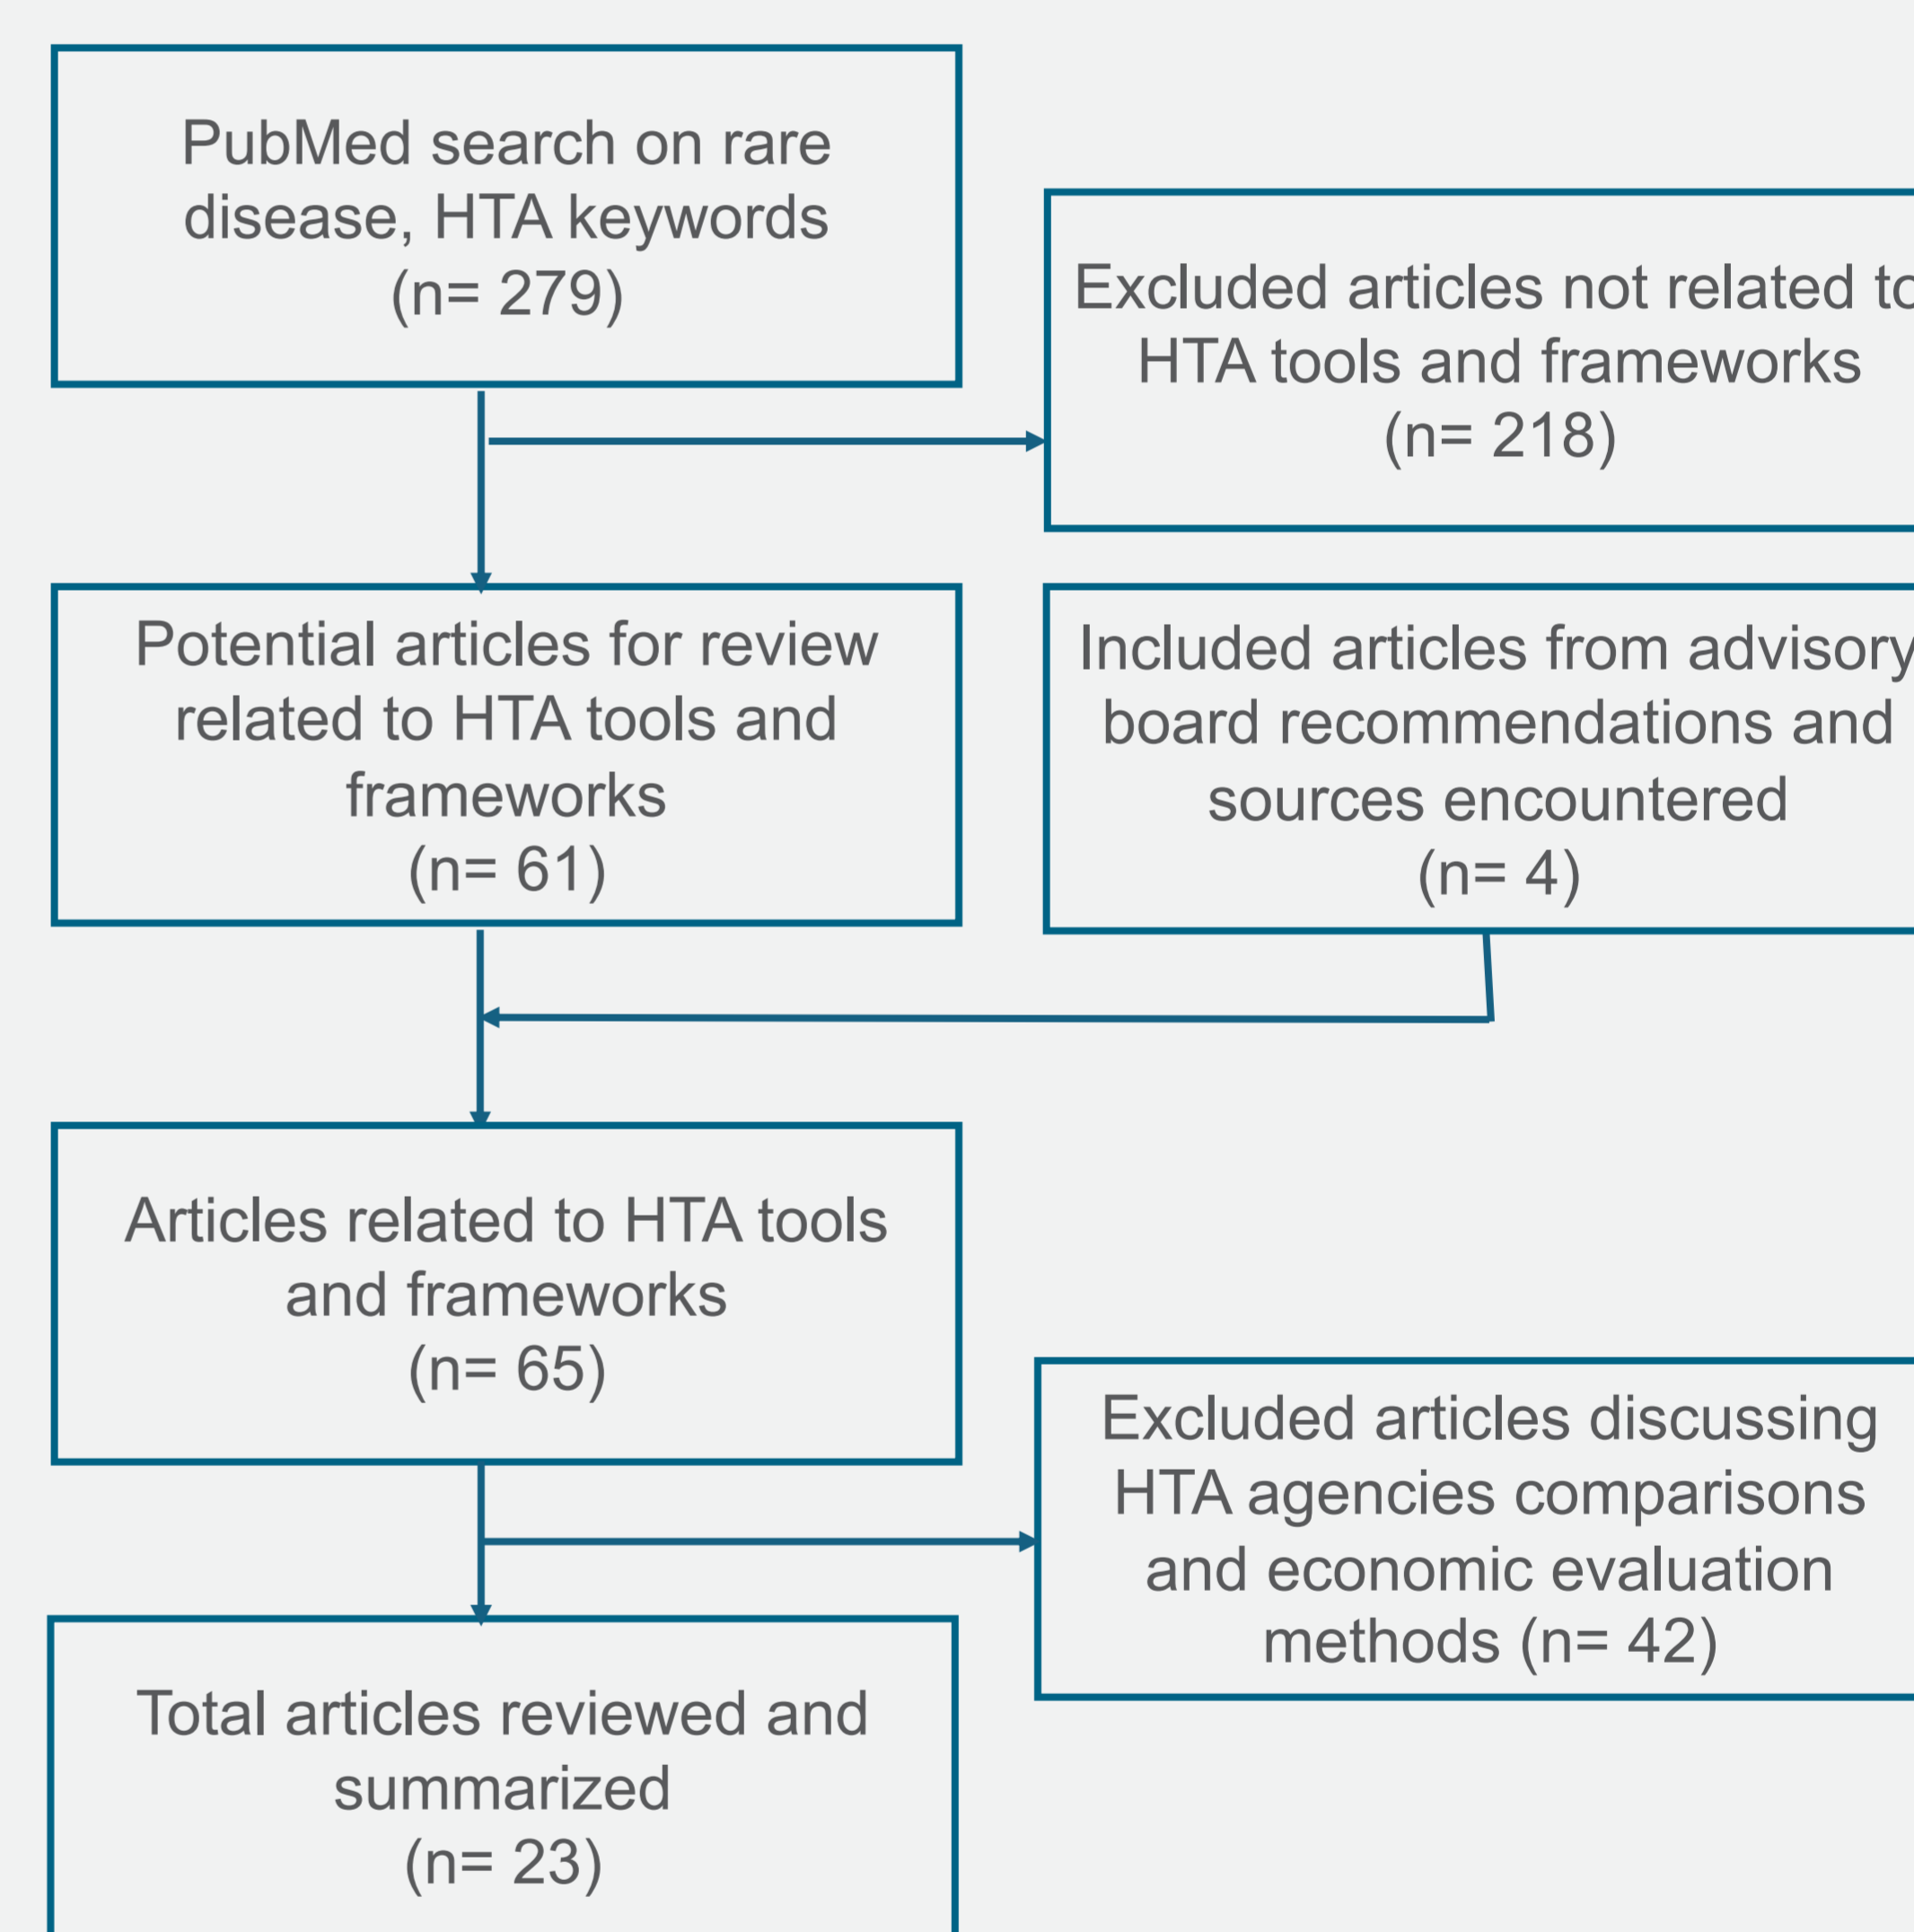 PubMed search on rare
disease, HTA keywords
(n= 279)
Excluded articles not related to
HTA tools and frameworks
(n= 218)
Potential articles for review
related to HTA tools and
frameworks
(n= 61)
Included articles from advisory
board recommendations and
sources encountered
(n= 4)
Articles related to HTA tools
and frameworks
(n= 65)
Excluded articles discussing
HTA agencies comparisons
and economic evaluation
methods (n= 42)
Total articles reviewed and
summarized
(n= 23)